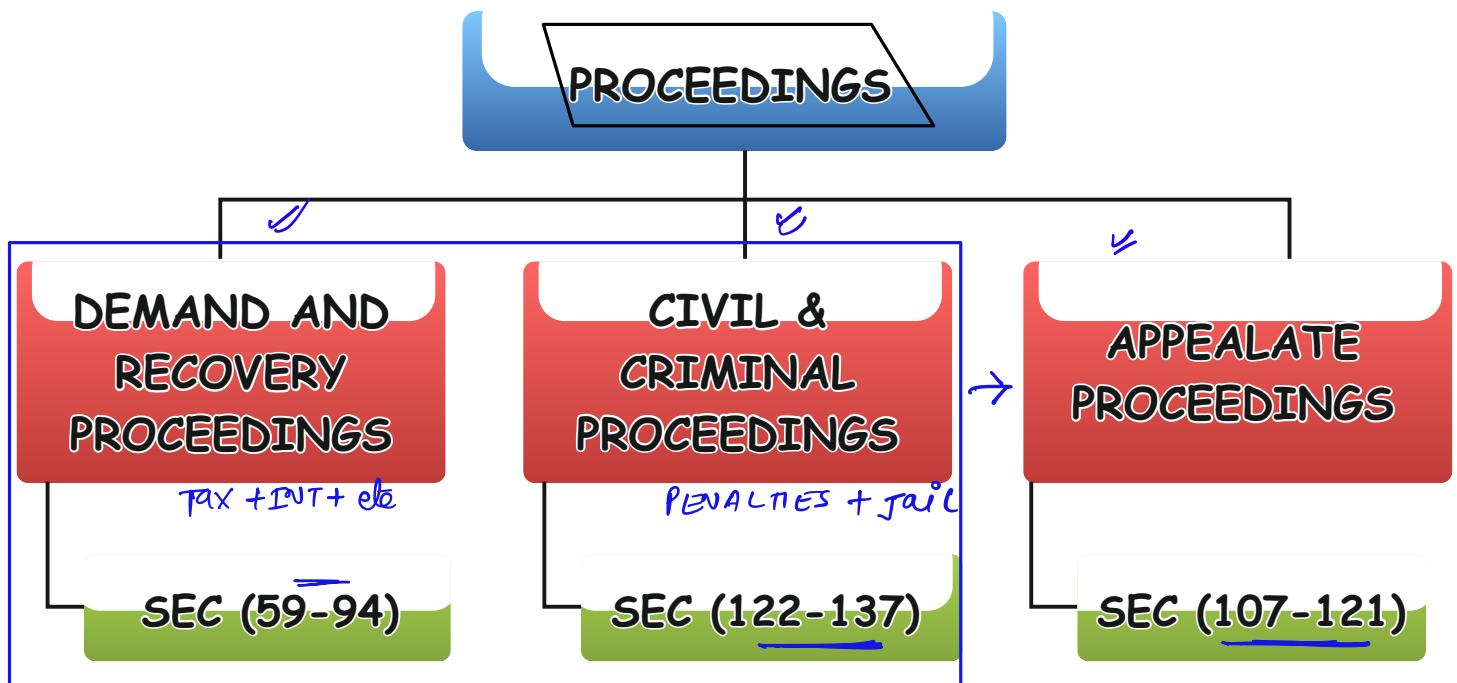 PROCEEDINGS
DEMAND AND
RECOVERY
PROCEEDINGS
TAX + INT + etc
SEC (59-94)
CIVIL &
CRIMINAL
PROCEEDINGS
PENALTIES + Jail
SEC (122-137)
APPEALATE
PROCEEDINGS
SEC (107-121)